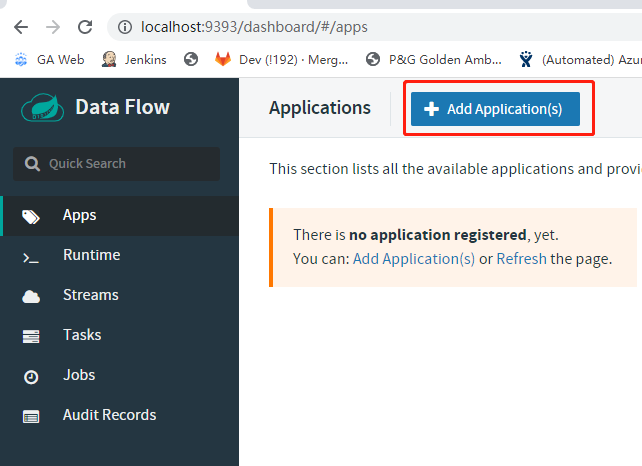 localhost:9393/dashboard/#/apps
GA Web Jenkins Dev (!192) · Merg... P&G Golden Amb... (Automated) Azur
Data Flow
Applications
Add Application(s)
Quick Search
This section lists all the available applications and provi
Apps
There is no application registered, yet.
You can: Add Application(s) or Refresh the page.
Runtime
Streams
Tasks
Jobs
Audit Records